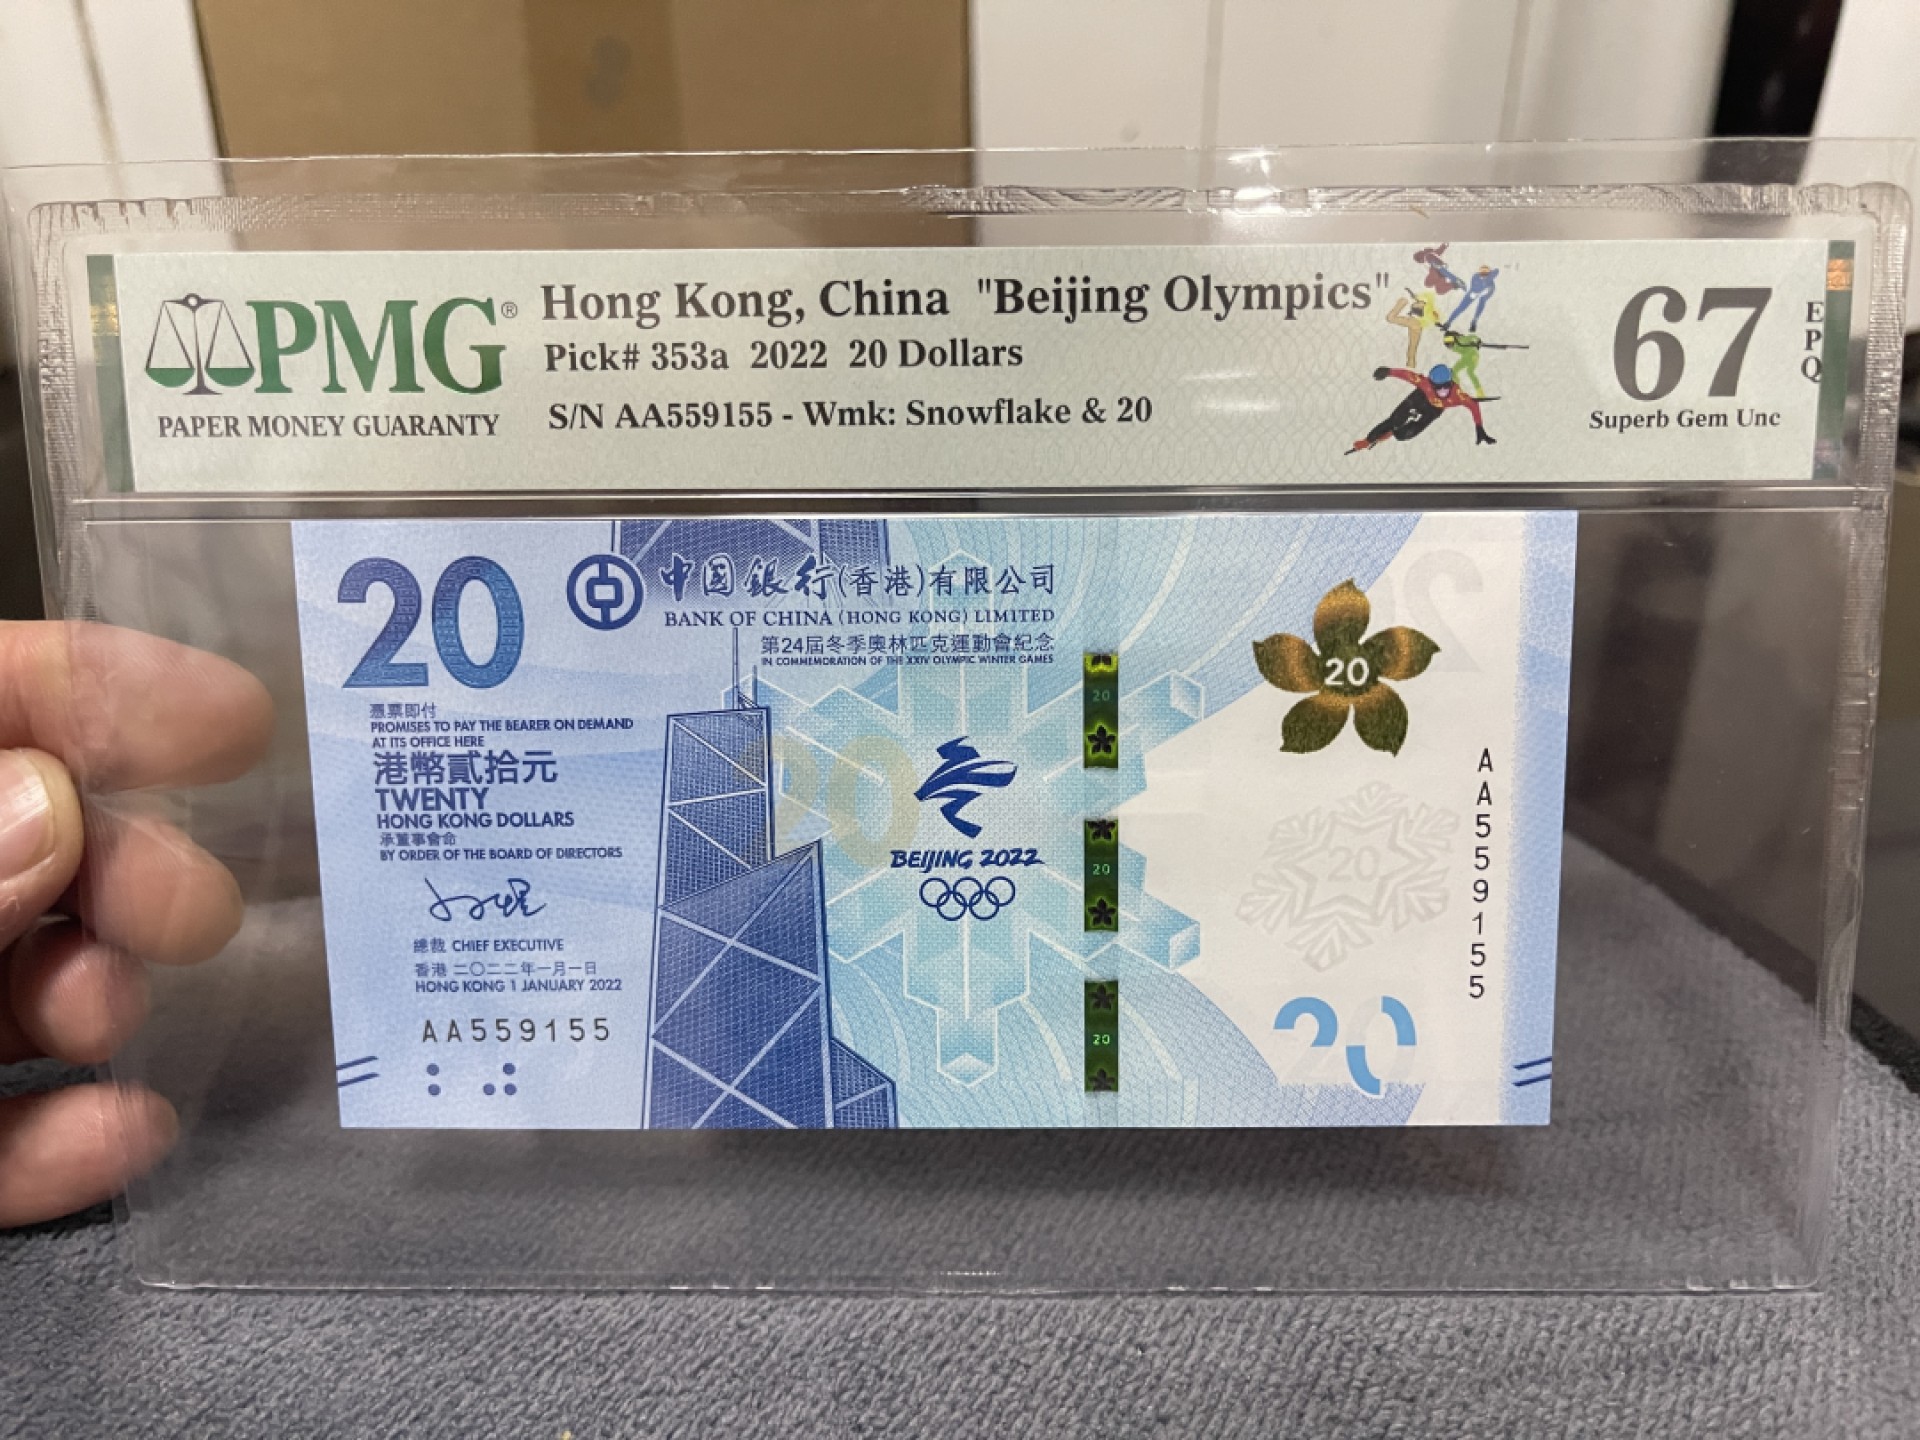 PMG®
PAPER MONEY GUARANTY
Hong Kong, China "Beijing Olympics"
Pick# 353a 2022 20 Dollars
S/N AA559155 - Wmk: Snowflake & 20
67
EPQ
Superb Gem Unc
20
中国銀行(香港)有限公司
BANK OF CHINA (HONG KONG) LIMITED
第24屆冬季奧林匹克運動會紀念
IN COMMEMORATION OF THE XXIV OLYMPIC WINTER GAMES
憑票即付
PROMISES TO PAY THE BEARER ON DEMAND
AT ITS OFFICE HERE
港幣貳拾元
TWENTY
HONG KONG DOLLARS
承董事會命
BY ORDER OF THE BOARD OF DIRECTORS
總裁 CHIEF EXECUTIVE
香港 二〇二二年一月一日
HONG KONG 1 JANUARY 2022
AA559155
20
BEIJING 2022
20
20
20
20
20
AA559155
20